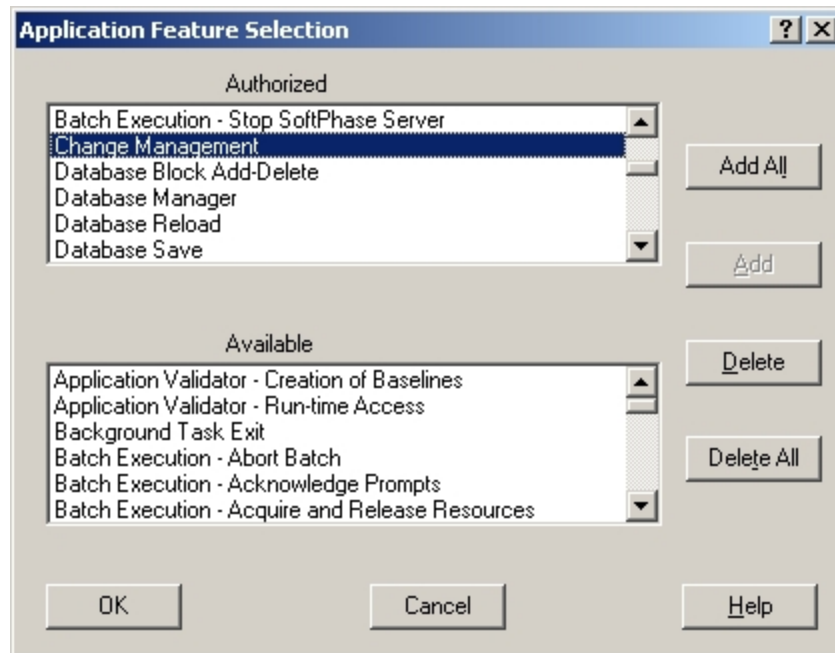 Application Feature Selection
Authorized
Batch Execution - Stop SoftPhase Server
Change Management
Database Block Add-Delete
Database Manager
Database Reload
Database Save
Add All
Add
Available
Application Validator - Creation of Baselines
Application Validator - Run-time Access
Background Task Exit
Batch Execution - Abort Batch
Batch Execution - Acknowledge Prompts
Batch Execution - Acquire and Release Resources
Delete
Delete All
OK
Cancel
Help